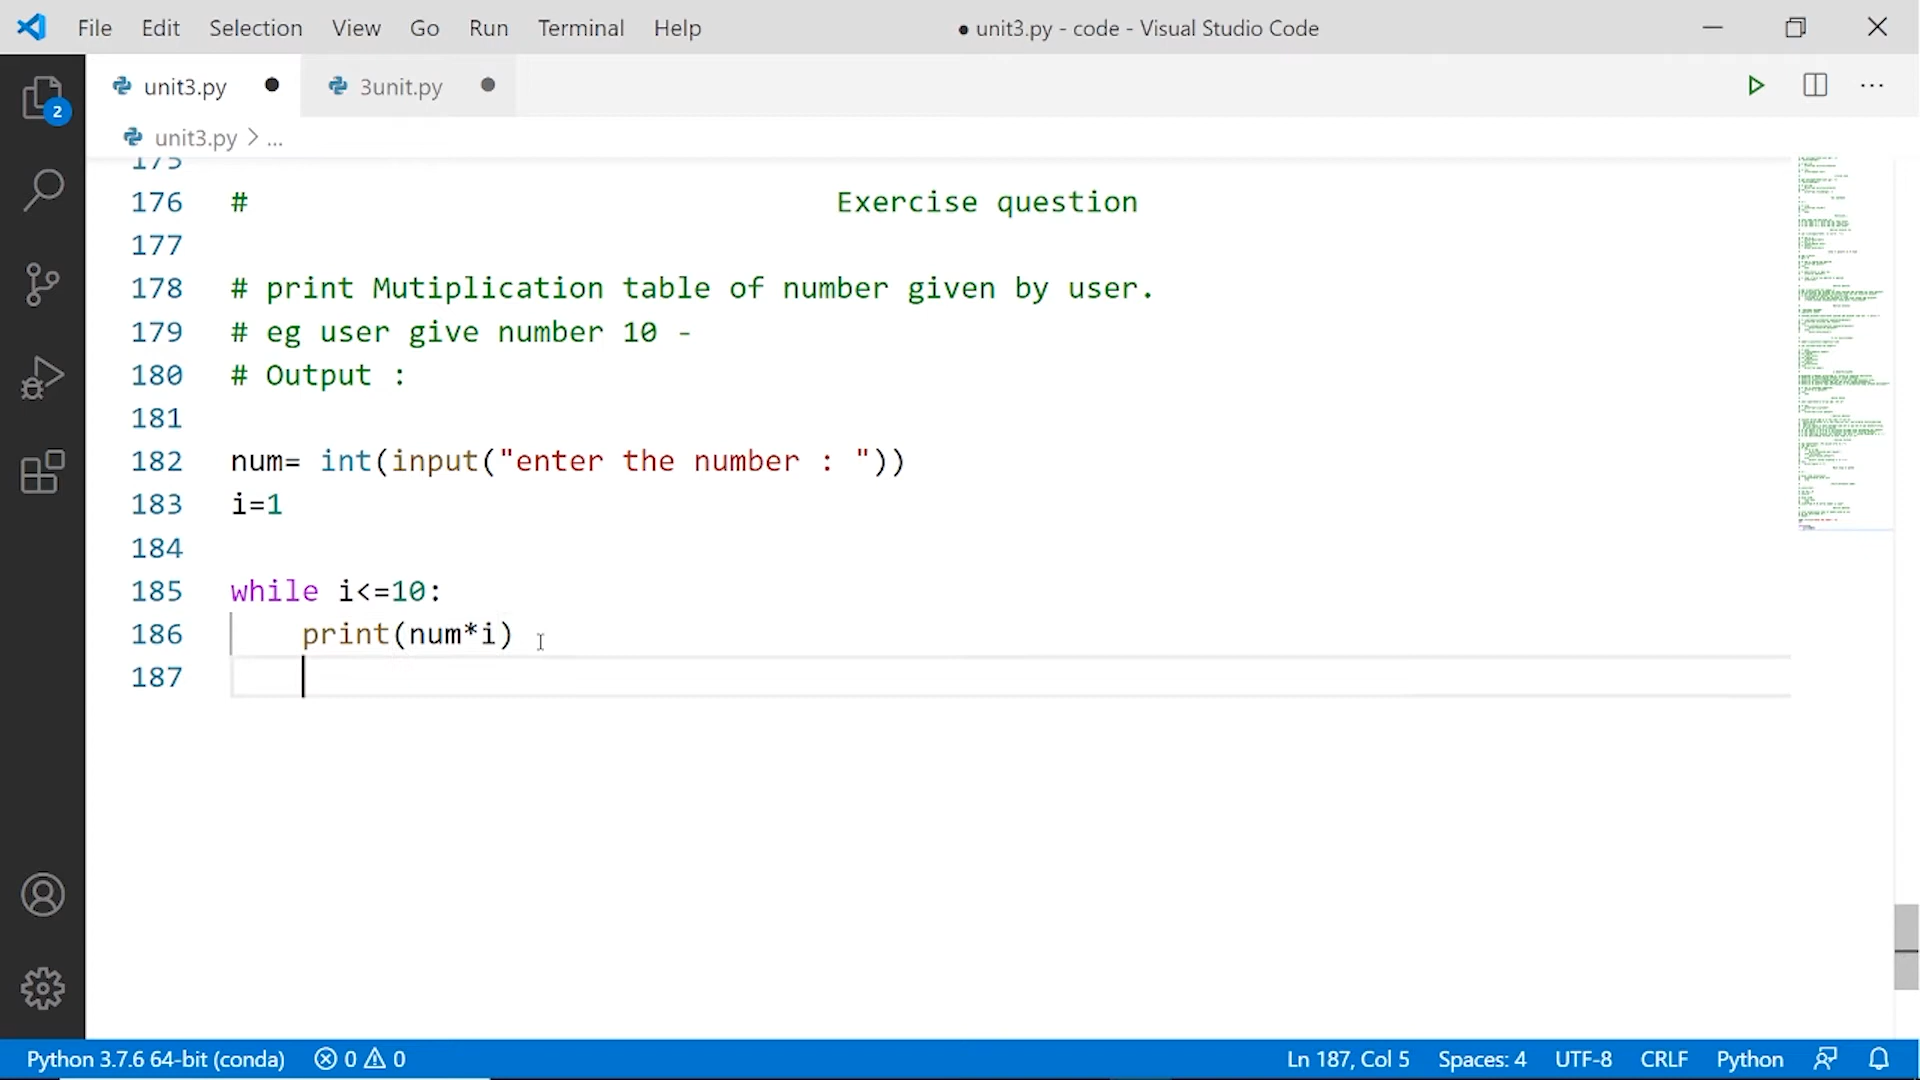 File Edit Selection View Go Run Terminal Help
● unit3.py - code - Visual Studio Code
unit3.py ●
3unit.py ●
2
unit3.py > ...
175
176 # Exercise question
177
178 # print Mutiplication table of number given by user.
179 # eg user give number 10 -
180 # Output :
181
182 num= int(input("enter the number : "))
183 i=1
184
185 while i<=10:
186 print(num*i)
187
Python 3.7.6 64-bit (conda) 0 0
Ln 187, Col 5 Spaces: 4 UTF-8 CRLF Python